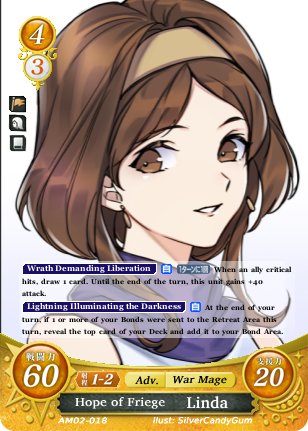 4
3
Wrath Demanding Liberation 自 1ターンに1回 When an ally critical
hits, draw 1 card. Until the end of the turn, this unit gains +40
attack.
Lightning Illuminating the Darkness 自 At the end of your
turn, if 1 or more of your Bonds were sent to the Retreat Area this
turn, reveal the top card of your Deck and add it to your Bond Area.
戦闘力 60
射程 1-2
Adv. War Mage
支援力 20
Hope of Friege Linda
AM02-018 Illust: SilverCandyGum